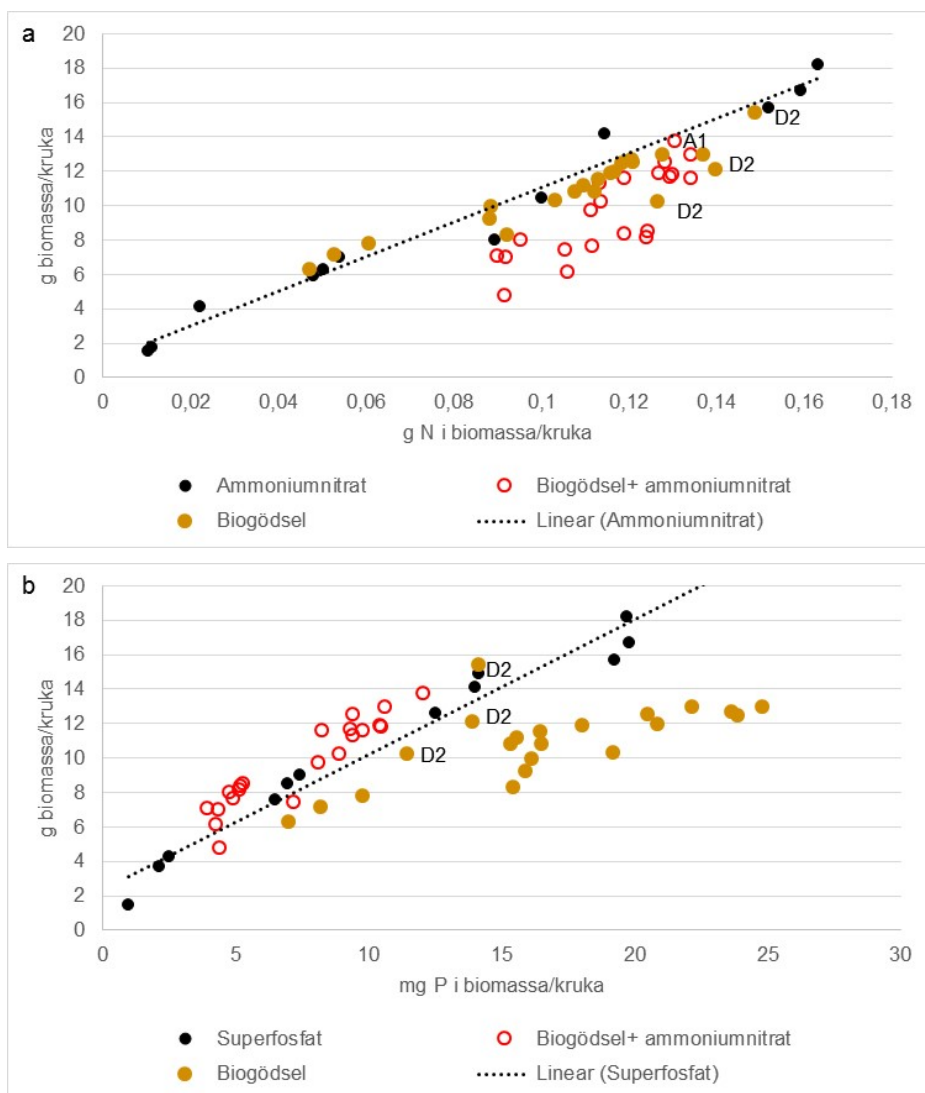 a
20
18
16
14
12
10
8
6
4
2
0
g biomassa/kruka
D2
A1
D2
D2
0 0,02 0,04 0,06 0,08 0,1 0,12 0,14 0,16 0,18
g N i biomassa/kruka
Ammoniumnitrat Biogödsel+ ammoniumnitrat
Biogödsel Linear (Ammoniumnitrat)
b
20
18
16
14
12
10
8
6
4
2
0
g biomassa/kruka
D2
D2
D2
0 5 10 15 20 25 30
mg P i biomassa/kruka
Superfosfat Biogödsel+ ammoniumnitrat
Biogödsel Linear (Superfosfat)